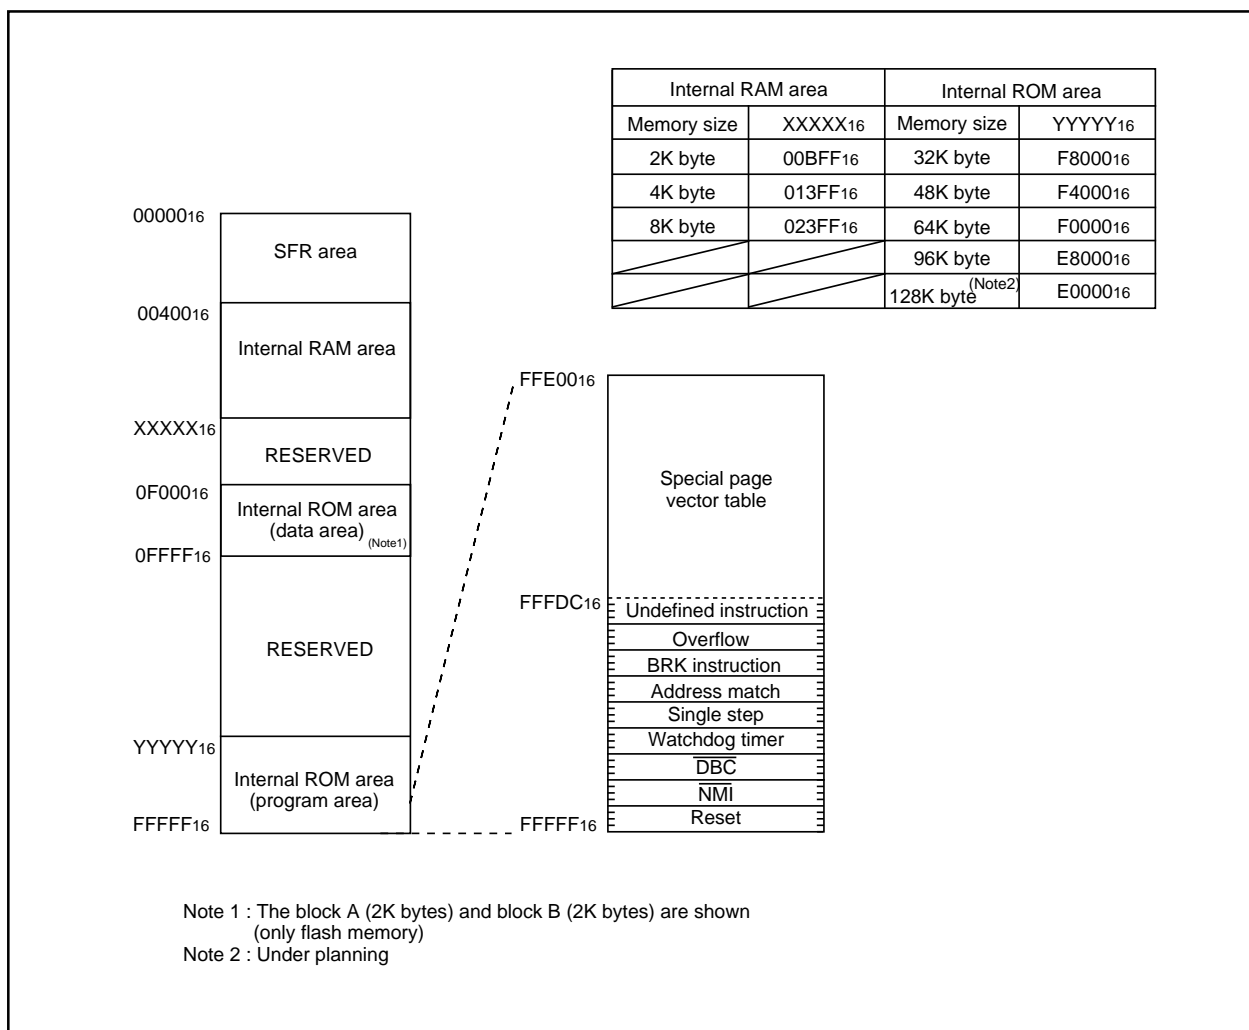 Internal RAM area Internal ROM area
Memory size XXXXX16 Memory size YYYYY16
2K byte 00BFF16 32K byte F800016
4K byte 013FF16 48K byte F400016
8K byte 023FF16 64K byte F000016
96K byte E800016
128K byte (Note2) E000016
0000016
SFR area
0040016
Internal RAM area
XXXXX16
RESERVED
0F00016
Internal ROM area
(data area) (Note1)
0FFFF16
RESERVED
YYYYY16
Internal ROM area
(program area)
FFFFF16
FFE0016
Special page
vector table
FFFDC16
Undefined instruction
Overflow
BRK instruction
Address match
Single step
Watchdog timer
DBC
NMI
Reset
FFFFF16
Note 1 : The block A (2K bytes) and block B (2K bytes) are shown
(only flash memory)
Note 2 : Under planning